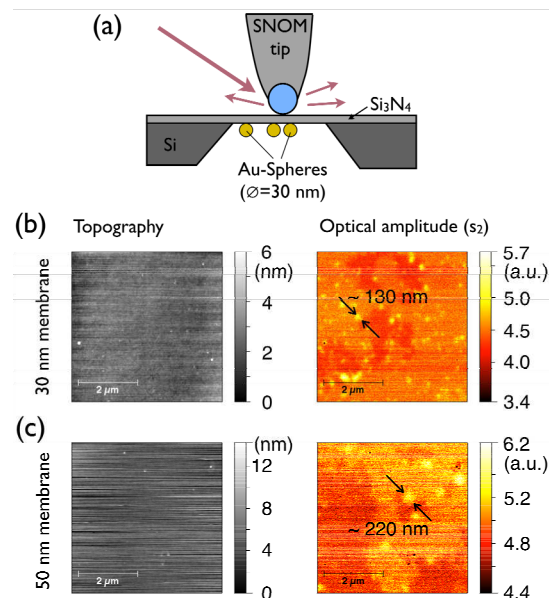 (a)
SNOM
tip
Si₃N₄
Si
Au-Spheres
(∅=30 nm)
(b) Topography Optical amplitude (s₂)
30 nm membrane
2 µm
6
(nm)
4
2
0
~ 130 nm
2 µm
5.7
(a.u.)
5.0
4.5
4.0
3.4
(c)
50 nm membrane
2 µm
(nm)
12
8
4
0
~ 220 nm
2 µm
6.2
(a.u.)
5.2
4.8
4.4